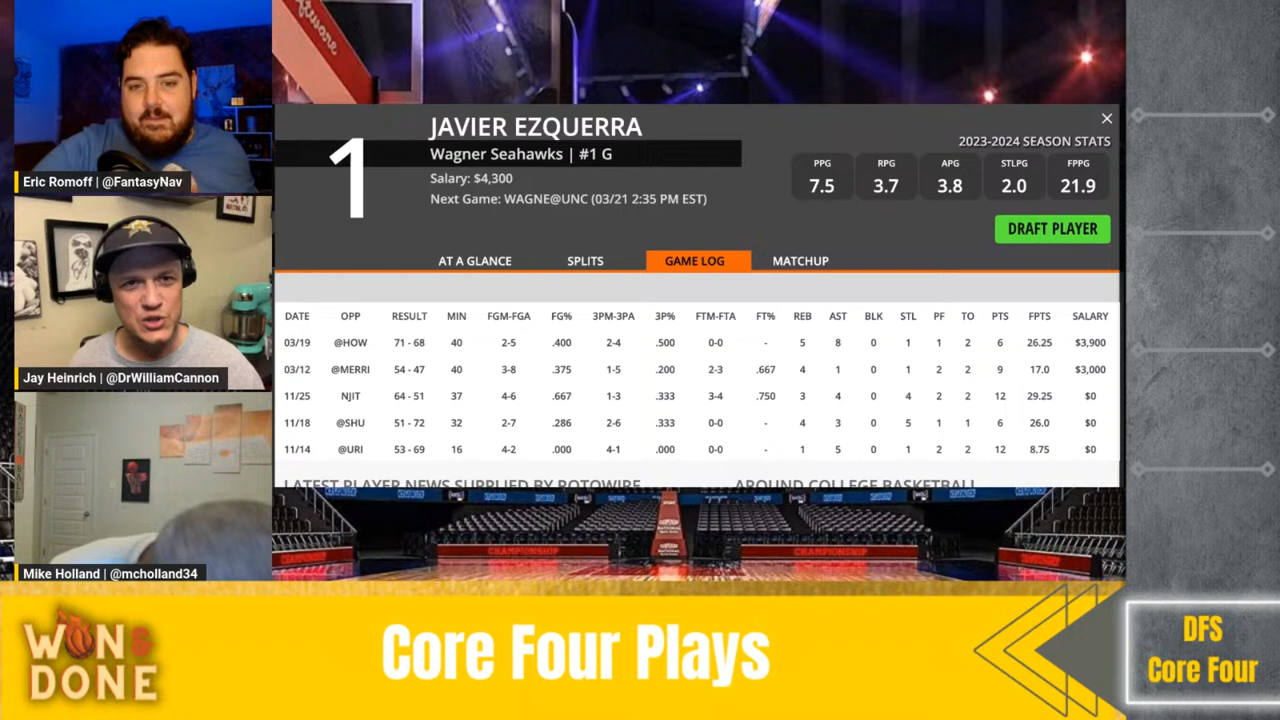 Eric Romoff | @FantasyNav
Jay Heinrich | @DrWilliamCannon
Mike Holland | @mcholland34
1
JAVIER EZQUERRA
Wagner Seahawks | #1 G
Salary: $4,300
Next Game: WAGNE@UNC (03/21 2:35 PM EST)
2023-2024 SEASON STATS
PPG RPG APG STLPG FPPG
7.5 3.7 3.8 2.0 21.9
DRAFT PLAYER
AT A GLANCE SPLITS GAME LOG MATCHUP
DATE OPP RESULT MIN FGM-FGA FG% 3PM-3PA 3P% FTM-FTA FT% REB AST BLK STL PF TO PTS FPTS SALARY
03/19 @HOW 71 - 68 40 2-5 .400 2-4 .500 0-0 - 5 8 0 1 1 2 6 26.25 $3,900
03/12 @MERRI 54 - 47 40 3-8 .375 1-5 .200 2-3 .667 4 1 0 1 2 2 9 17.0 $3,000
11/25 NJIT 64 - 51 37 4-6 .667 1-3 .333 3-4 .750 3 4 0 4 2 2 12 29.25 $0
11/18 @SHU 51 - 72 32 2-7 .286 2-6 .333 0-0 - 4 3 0 5 1 1 6 26.0 $0
11/14 @URI 53 - 69 16 4-2 .000 4-1 .000 0-0 - 1 5 0 1 2 2 12 8.75 $0
LATEST PLAYER NEWS SUPPLIED BY ROTOWIRE AROUND COLLEGE BASKETBALL
CHAMPIONSHIP
CHAMPIONSHIP
WON &
DONE
Core Four Plays
DFS
Core Four